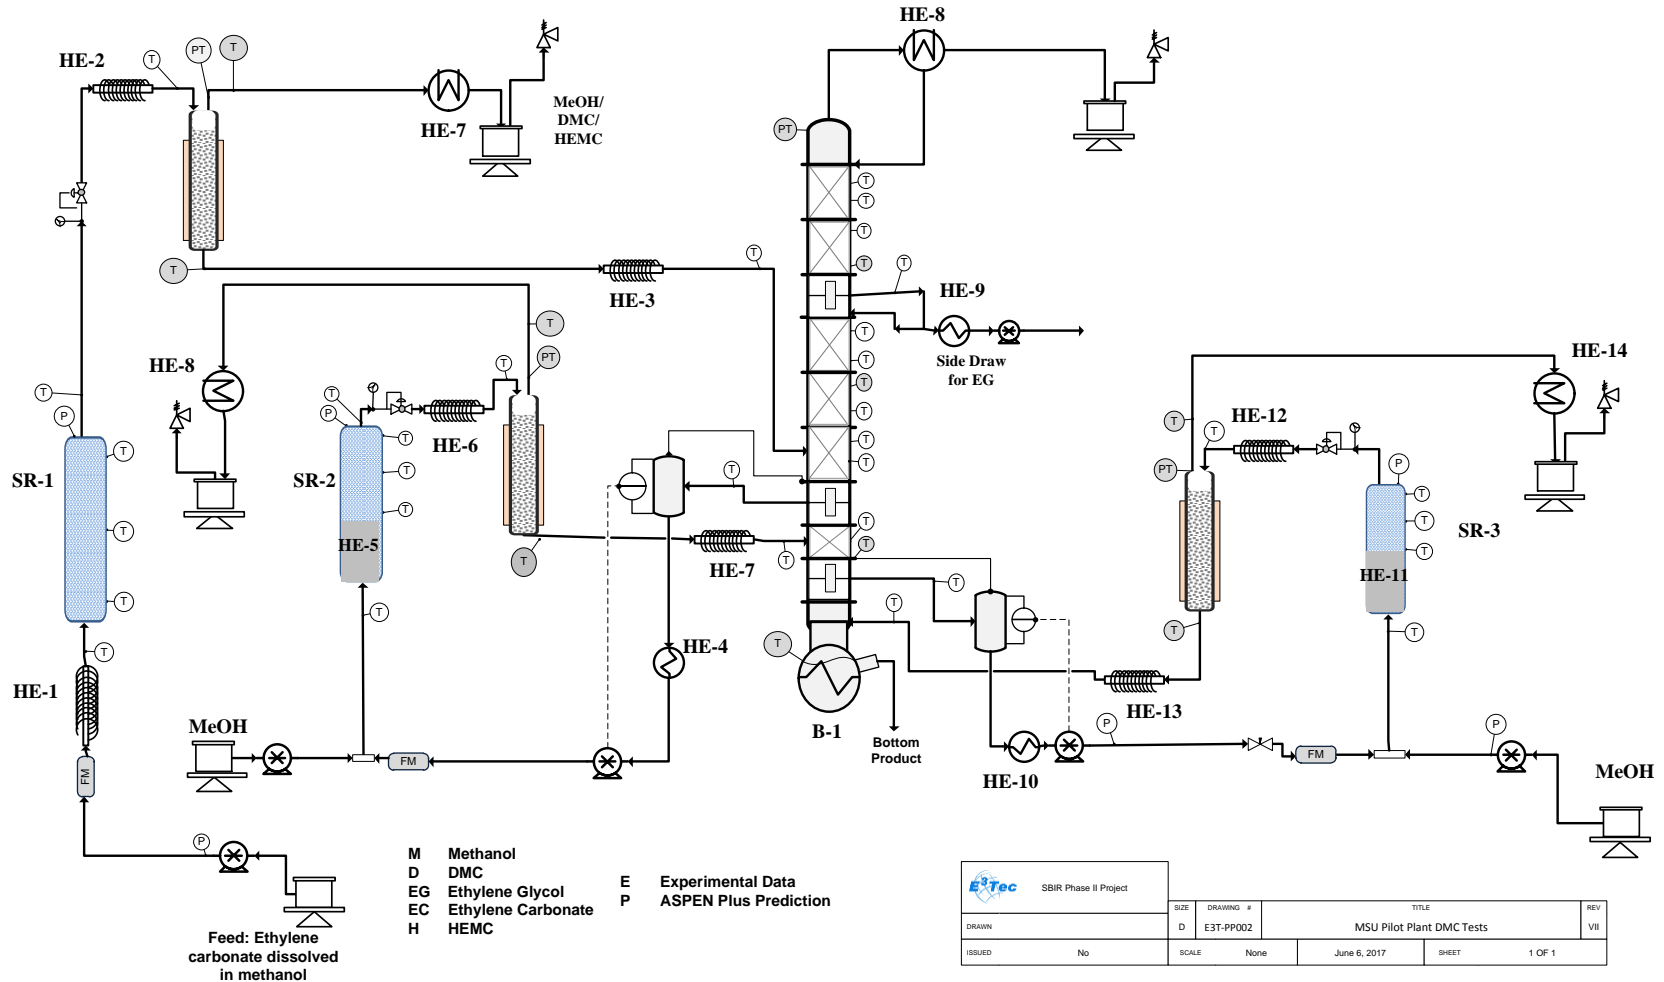 HE-8
HE-2
T
PT
T
MeOH/
DMC/
HEMC
HE-7
PT
T
T
T
T
T
T
T
HE-3
HE-9
T
T
Side Draw
for EG
T
T
T
PT
HE-8
T
T
P
T
HE-6
T
T
T
SR-2
HE-5
T
T
P
T
SR-1
T
T
T
T
T
T
HE-7
T
T
T
HE-14
HE-12
T
T
PT
P
T
T
T
SR-3
HE-11
T
T
T
T
HE-13
HE-4
T
B-1
Bottom
Product
HE-1
T
FM
MeOH
FM
HE-10
P
FM
P
MeOH
P
Feed: Ethylene
carbonate dissolved
in methanol
M Methanol
D DMC
EG Ethylene Glycol
EC Ethylene Carbonate
H HEMC
E Experimental Data
P ASPEN Plus Prediction
E³Tec SBIR Phase II Project
SIZE DRAWING # TITLE REV
DRAWN D E3T-PP002 MSU Pilot Plant DMC Tests VII
ISSUED No SCALE None June 6, 2017 SHEET 1 OF 1